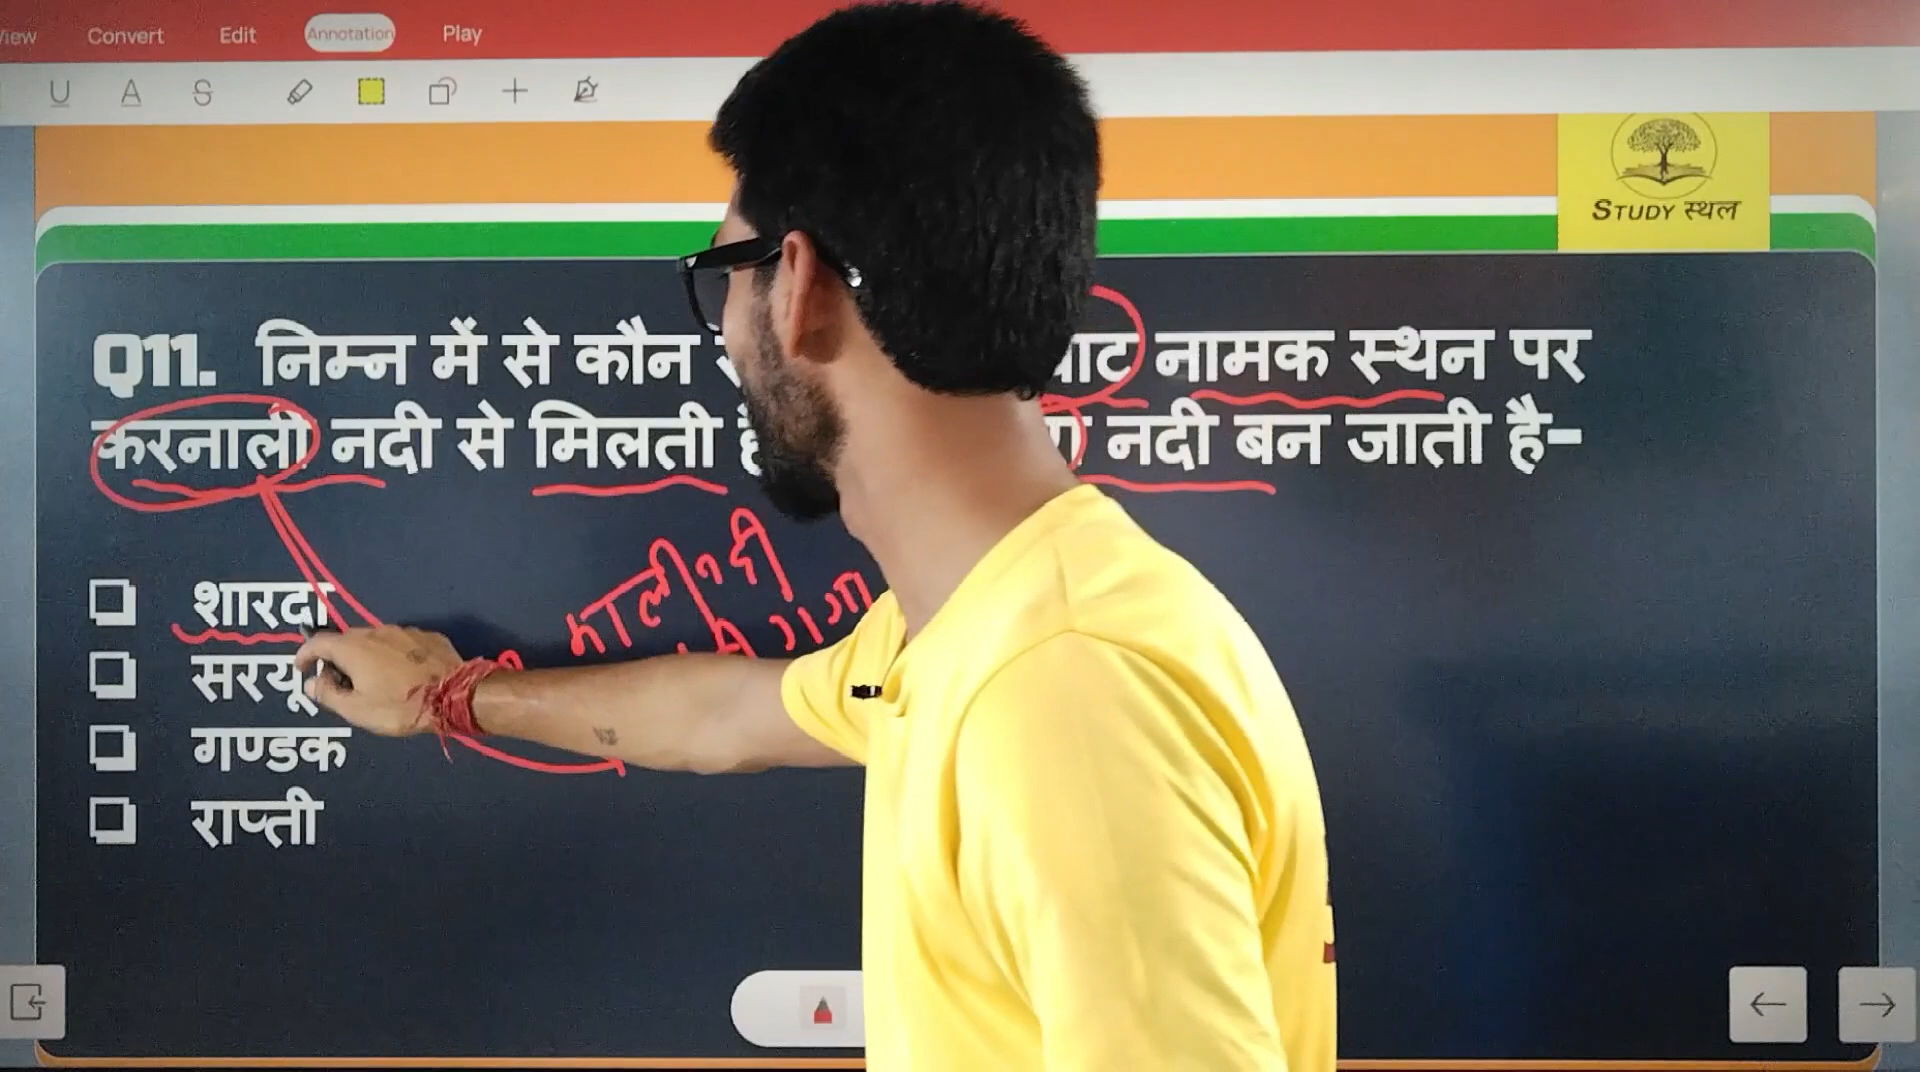 View Convert Edit Annotation Play
U A S
STUDY स्थल
Q11. निम्न में से कौन नामक स्थन पर
करनाली नदी से मिलती नदी बन जाती है-
नदी
गंगा
शारदा
सरयू
गण्डक
राप्ती